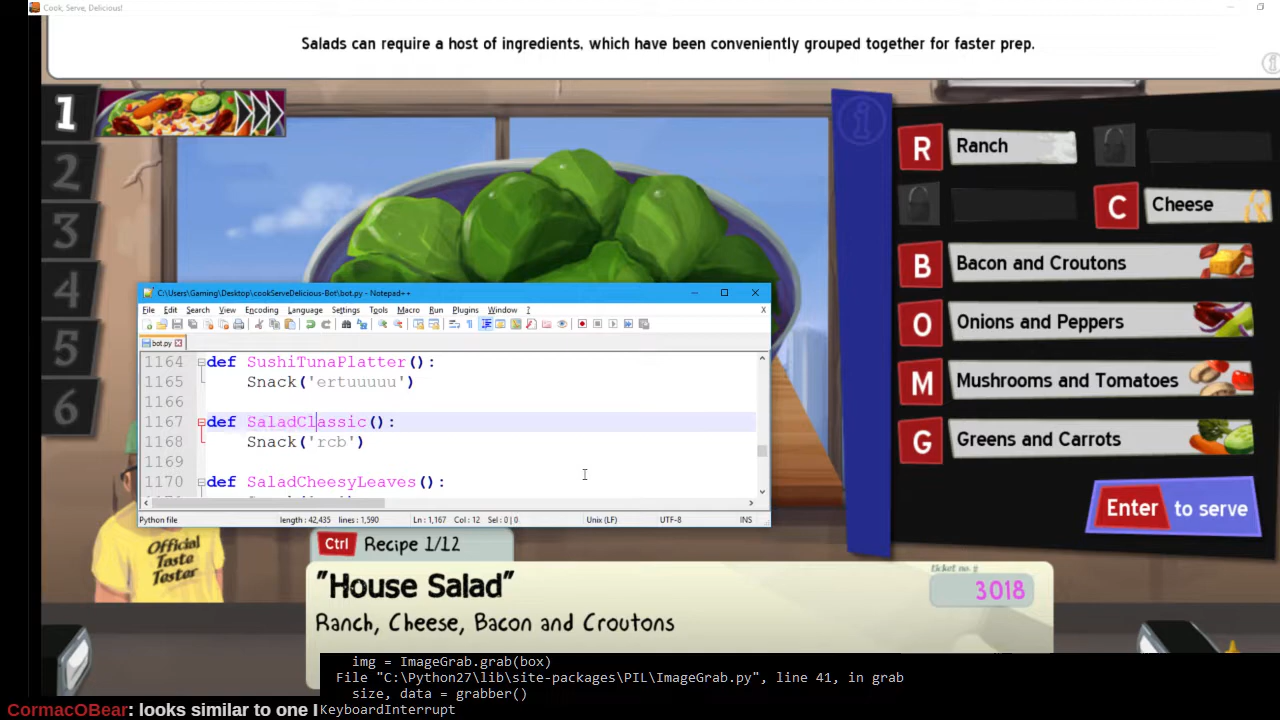 Cook, Serve, Delicious!
Salads can require a host of ingredients, which have been conveniently grouped together for faster prep.
1
2
3
4
5
6
R Ranch
C Cheese
B Bacon and Croutons
O Onions and Peppers
M Mushrooms and Tomatoes
G Greens and Carrots
Enter to serve
C:\Users\Gaming\Desktop\cookServeDelicious-Bot\bot.py - Notepad++
File Edit Search View Encoding Language Settings Tools Macro Run Plugins Window ? X
bot.py
1164 def SushiTunaPlatter():
1165 Snack('ertuuuuu')
1166
1167 def SaladClassic():
1168 Snack('rcb')
1169
1170 def SaladCheesyLeaves():
Python file length : 42,435 lines : 1,590 Ln : 1,167 Col : 12 Sel : 0 | 0 Unix (LF) UTF-8 INS
Official
Taste
Tester
Ctrl Recipe 1/12
"House Salad"
Ranch, Cheese, Bacon and Croutons
3018
img = ImageGrab.grab(box)
File "C:\Python27\lib\site-packages\PIL\ImageGrab.py", line 41, in grab
size, data = grabber()
KeyboardInterrupt
CormacOBear: looks similar to one I